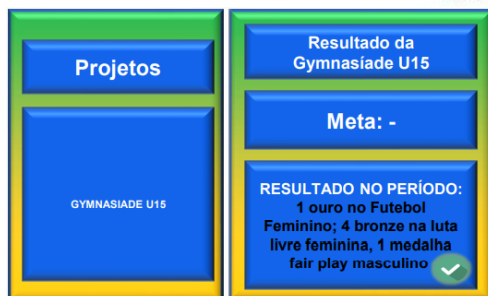 Projetos
GYMNASIADE U15
Resultado da
Gymnasíade U15
Meta: -
RESULTADO NO PERÍODO:
1 ouro no Futebol
Feminino; 4 bronze na luta
livre feminina, 1 medalha
fair play masculino